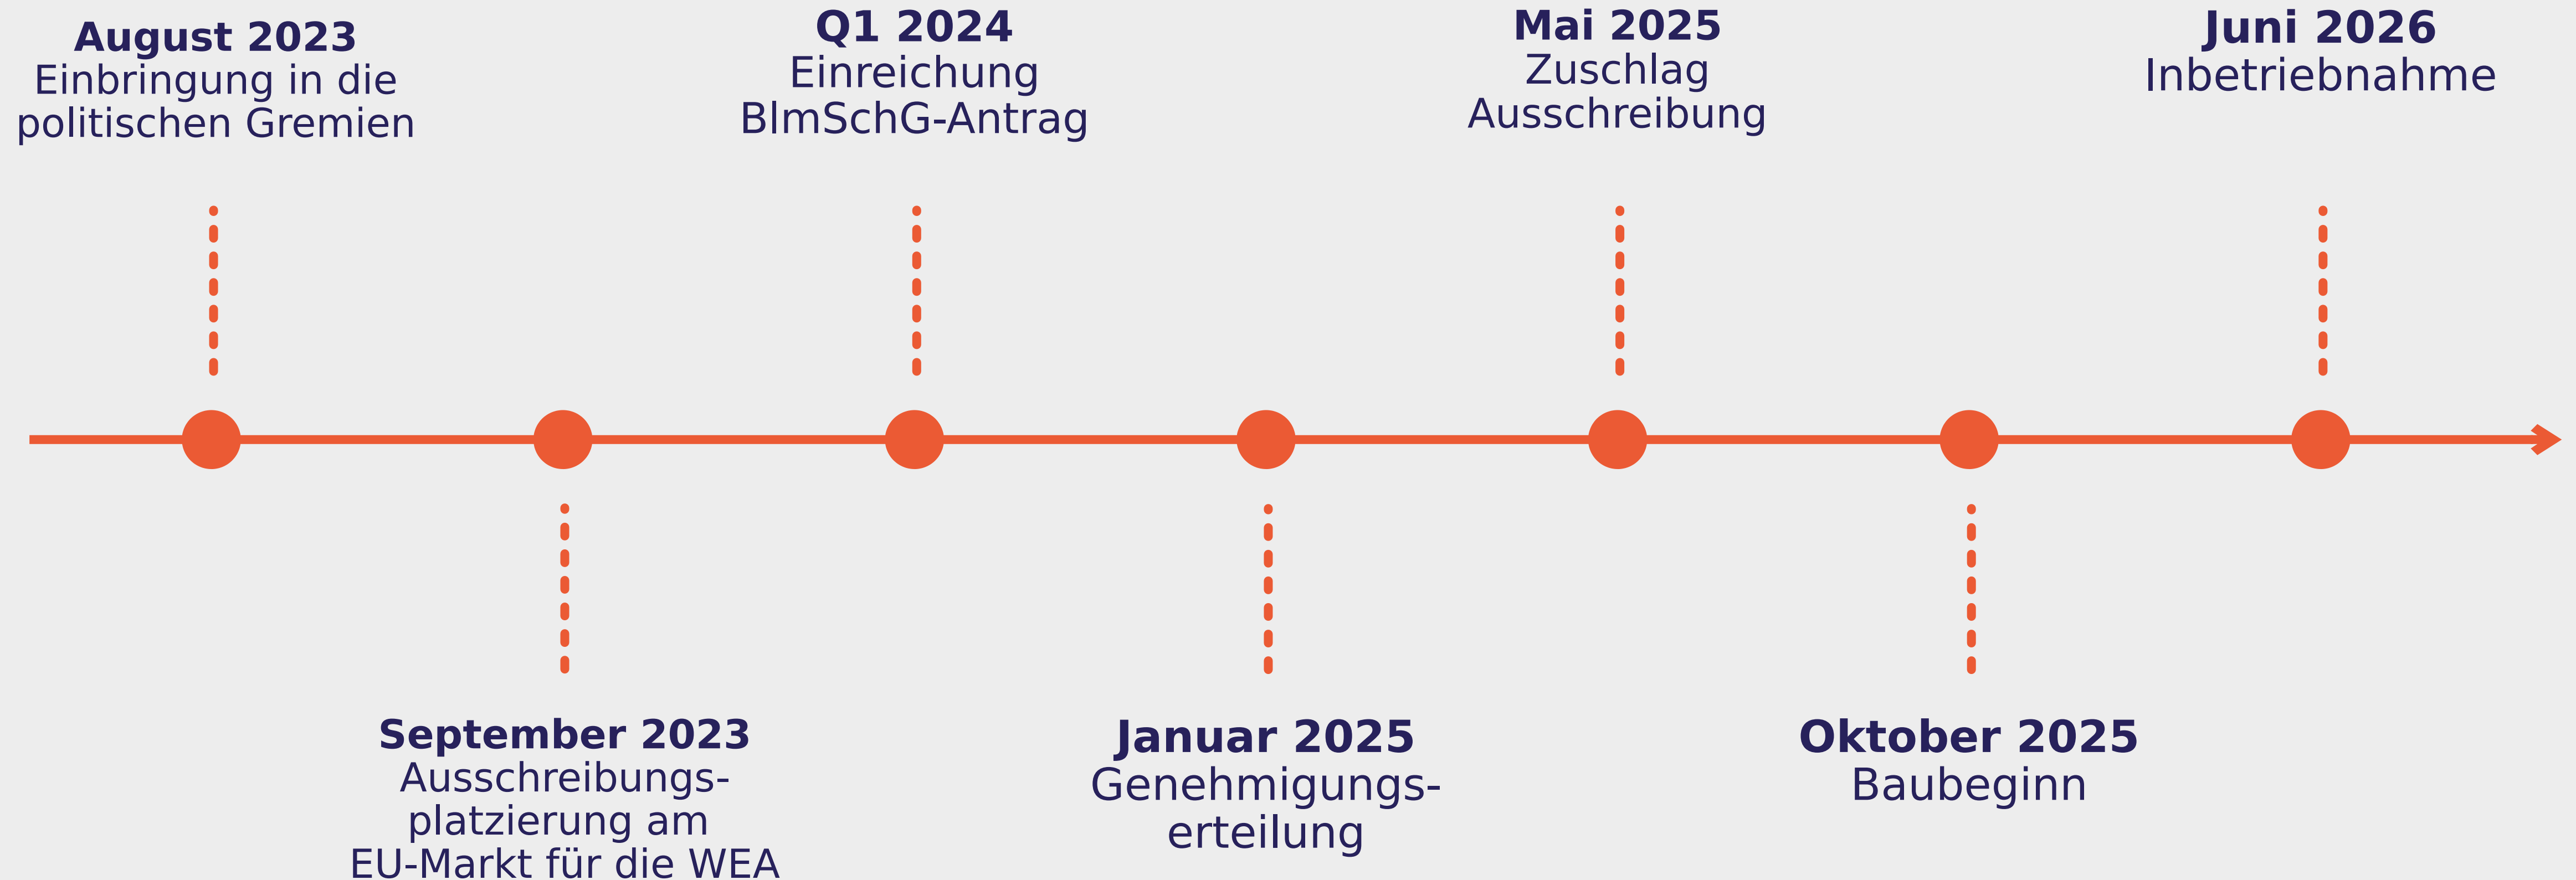 August 2023
Einbringung in die
politischen Gremien
September 2023
Ausschreibungs-
platzierung am
EU-Markt für die WEA
Q1 2024
Einreichung
BImSchG-Antrag
Januar 2025
Genehmigungs-
erteilung
Mai 2025
Zuschlag
Ausschreibung
Oktober 2025
Baubeginn
Juni 2026
Inbetriebnahme